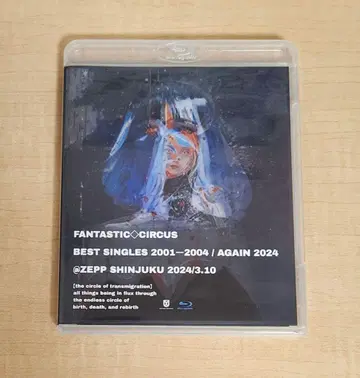 FANTASTIC◇CIRCUS
BEST SINGLES 2001—2004 / AGAIN 2024
@ZEPP SHINJUKU 2024/3.10
[the circle of transmigration]
all things being in flux through
the endless circle of
birth, death, and rebirth